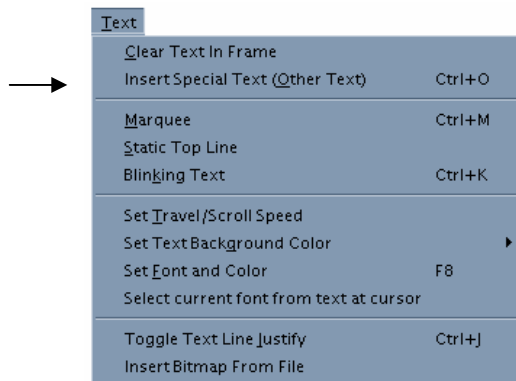 Text
Clear Text In Frame
Insert Special Text (Other Text) Ctrl+O
Marquee Ctrl+M
Static Top Line
Blinking Text Ctrl+K
Set Travel/Scroll Speed
Set Text Background Color
Set Font and Color F8
Select current font from text at cursor
Toggle Text Line Justify Ctrl+J
Insert Bitmap From File